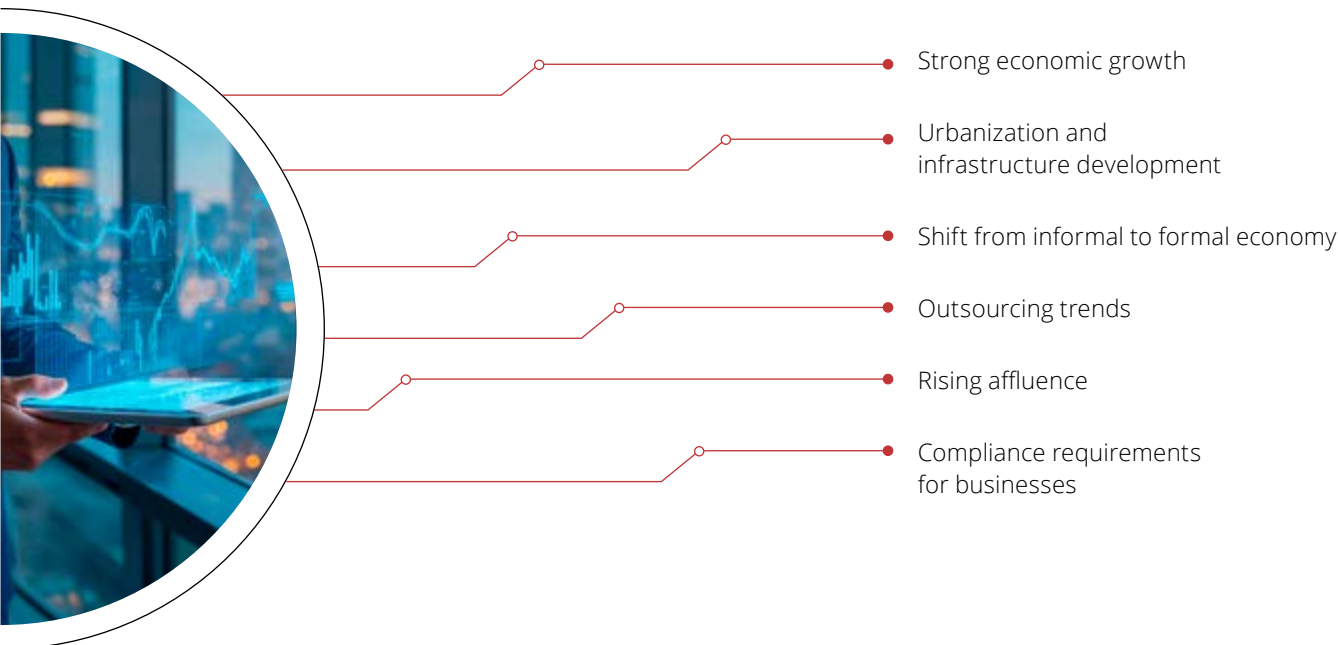 Strong economic growth
Urbanization and
infrastructure development
Shift from informal to formal economy
Outsourcing trends
Rising affluence
Compliance requirements
for businesses